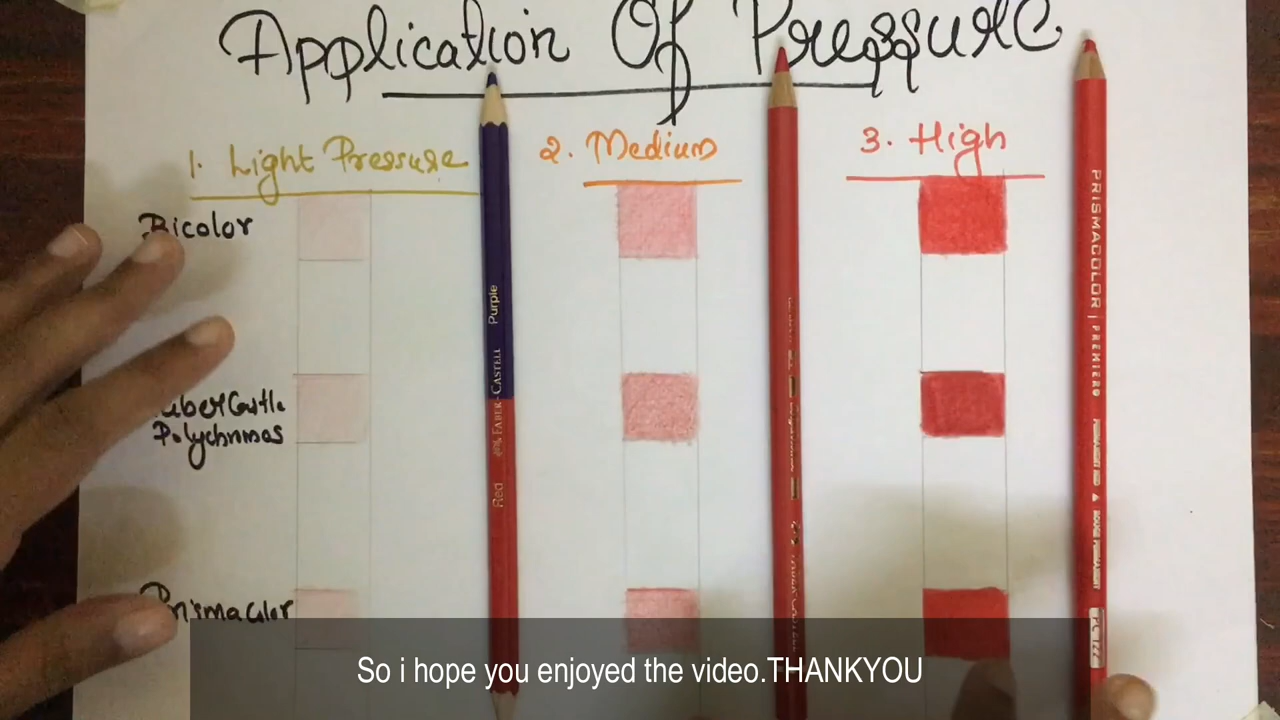 Application Of Pressure
1. Light Pressure
2. Medium
3. High
Bicolor
Polychromos
PrismaColor
Purple
FABER-CASTELL
Red
PRISMACOLOR | PREMIER
So i hope you enjoyed the video.THANKYOU